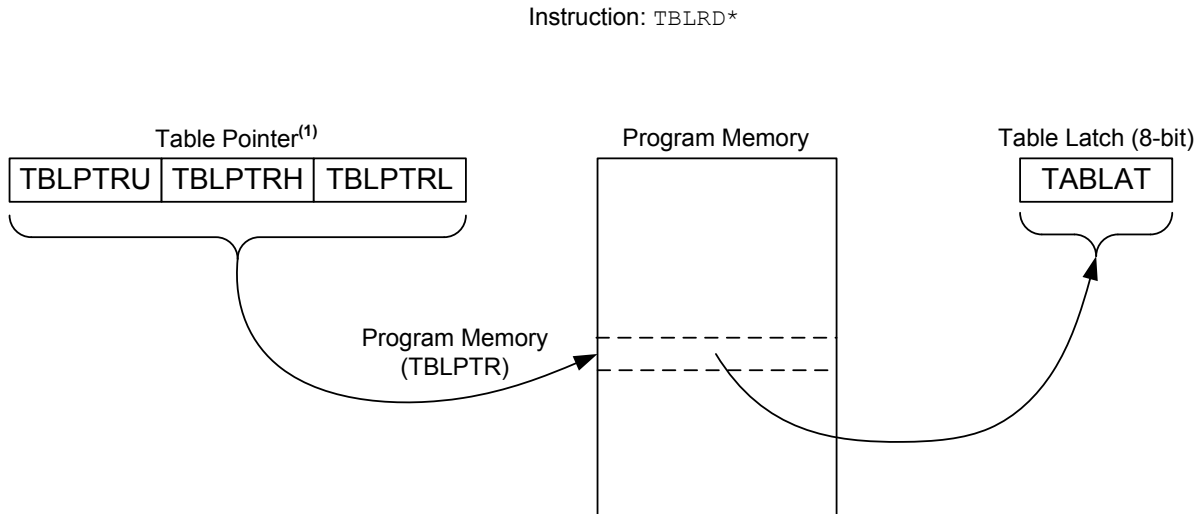 Instruction: TBLRD*
Table Pointer(1)
Program Memory
Table Latch (8-bit)
TBLPTRU TBLPTRH TBLPTRL
TABLAT
Program Memory
(TBLPTR)